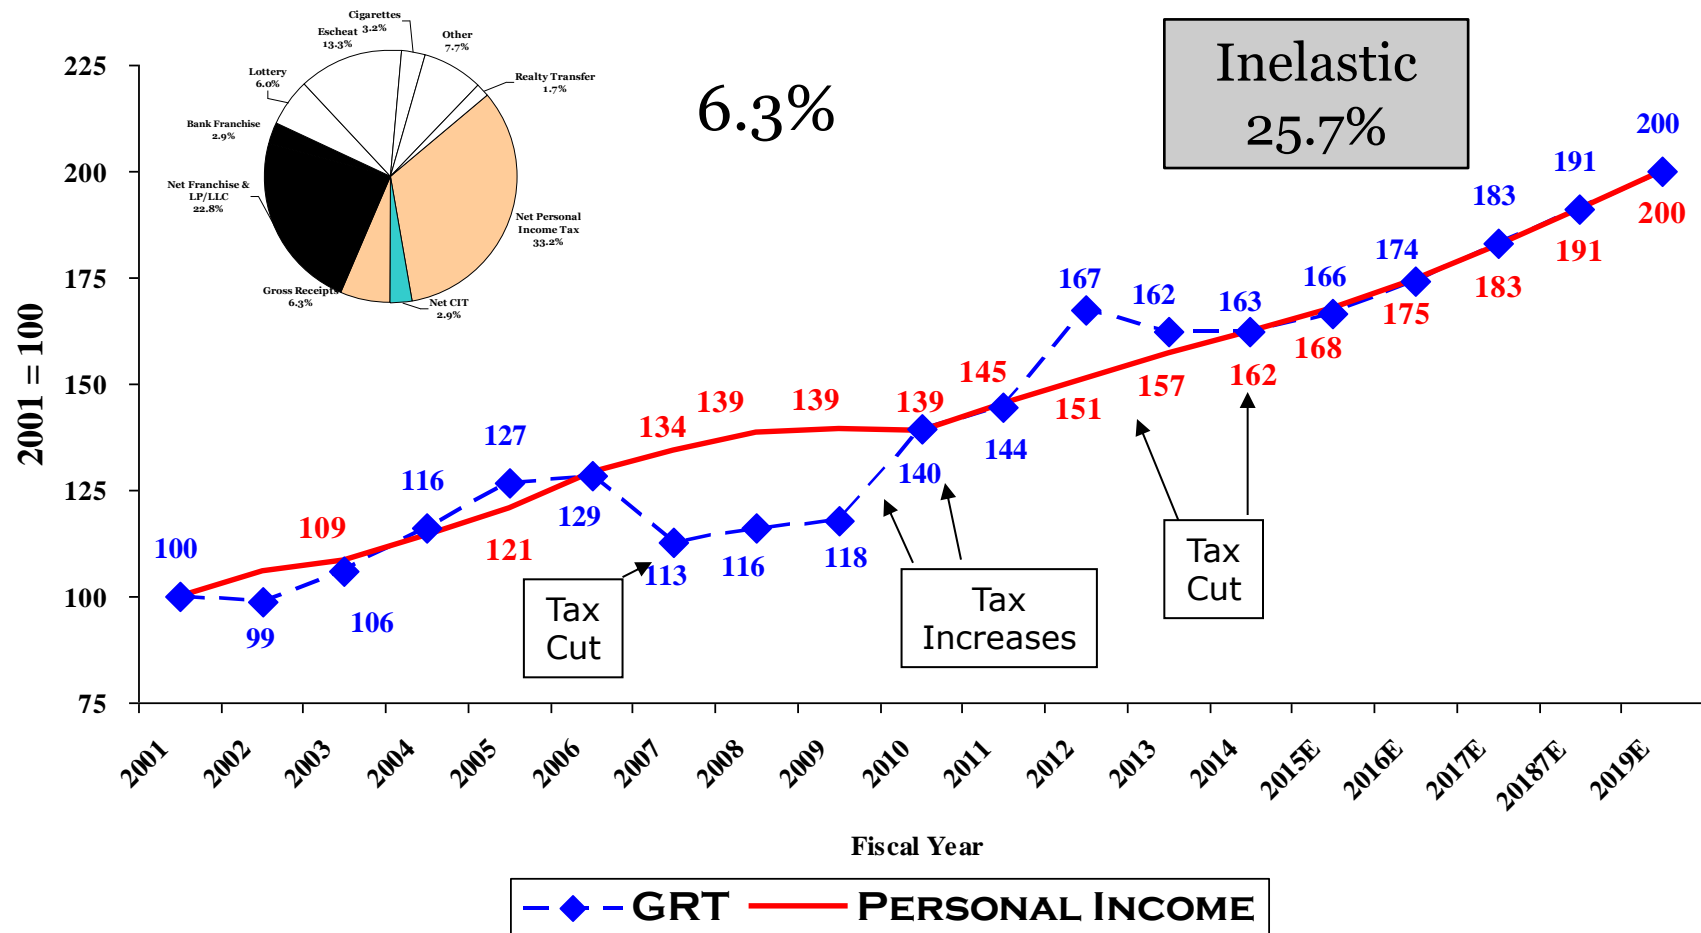 Cigarettes
3.2%
Escheat
13.3%
Other
7.7%
Lottery
6.0%
Realty Transfer
1.7%
Bank Franchise
2.9%
Net Franchise &
LP/LLC
22.8%
Net Personal
Income Tax
33.2%
Gross Receipts
6.3%
Net CIT
2.9%
6.3%
Inelastic
25.7%
2001 = 100
225
200
175
150
125
100
75
100
99
106
116
127
129
113
116
118
140
144
167
162
163
166
174
183
191
200
109
121
134
139
139
139
145
151
157
162
168
175
183
191
200
Tax
Cut
Tax
Increases
Tax
Cut
2001
2002
2003
2004
2005
2006
2007
2008
2009
2010
2011
2012
2013
2014
2015E
2016E
2017E
20187E
2019E
Fiscal Year
GRT
PERSONAL INCOME